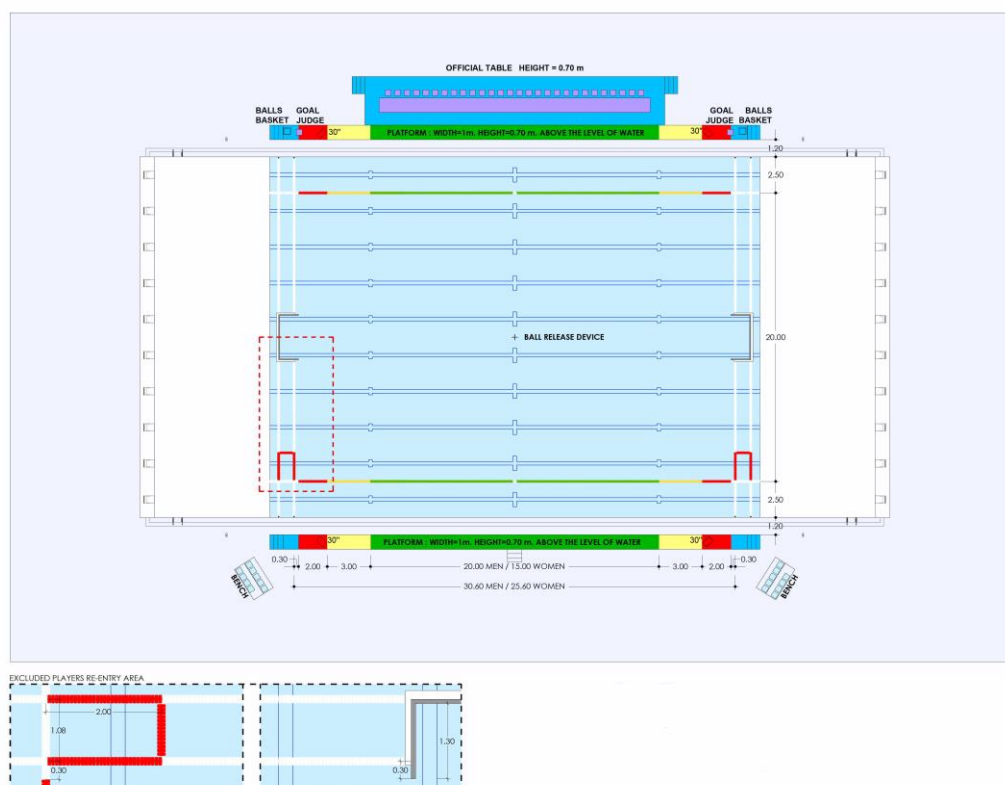 OFFICIAL TABLE HEIGHT = 0.70 m
BALLS
BASKET
GOAL
JUDGE
GOAL
JUDGE
BALLS
BASKET
30"
PLATFORM : WIDTH=1m. HEIGHT=0.70 m. ABOVE THE LEVEL OF WATER
30"
1.20
2.50
BALL RELEASE DEVICE
20.00
2.50
1.20
30"
PLATFORM : WIDTH=1m. HEIGHT=0.70 m. ABOVE THE LEVEL OF WATER
30"
0.30
2.00
3.00
20.00 MEN / 15.00 WOMEN
3.00
2.00
0.30
BENCH
30.60 MEN / 25.60 WOMEN
BENCH
EXCLUDED PLAYERS RE-ENTRY AREA
2.00
1.08
0.30
1.30
0.30